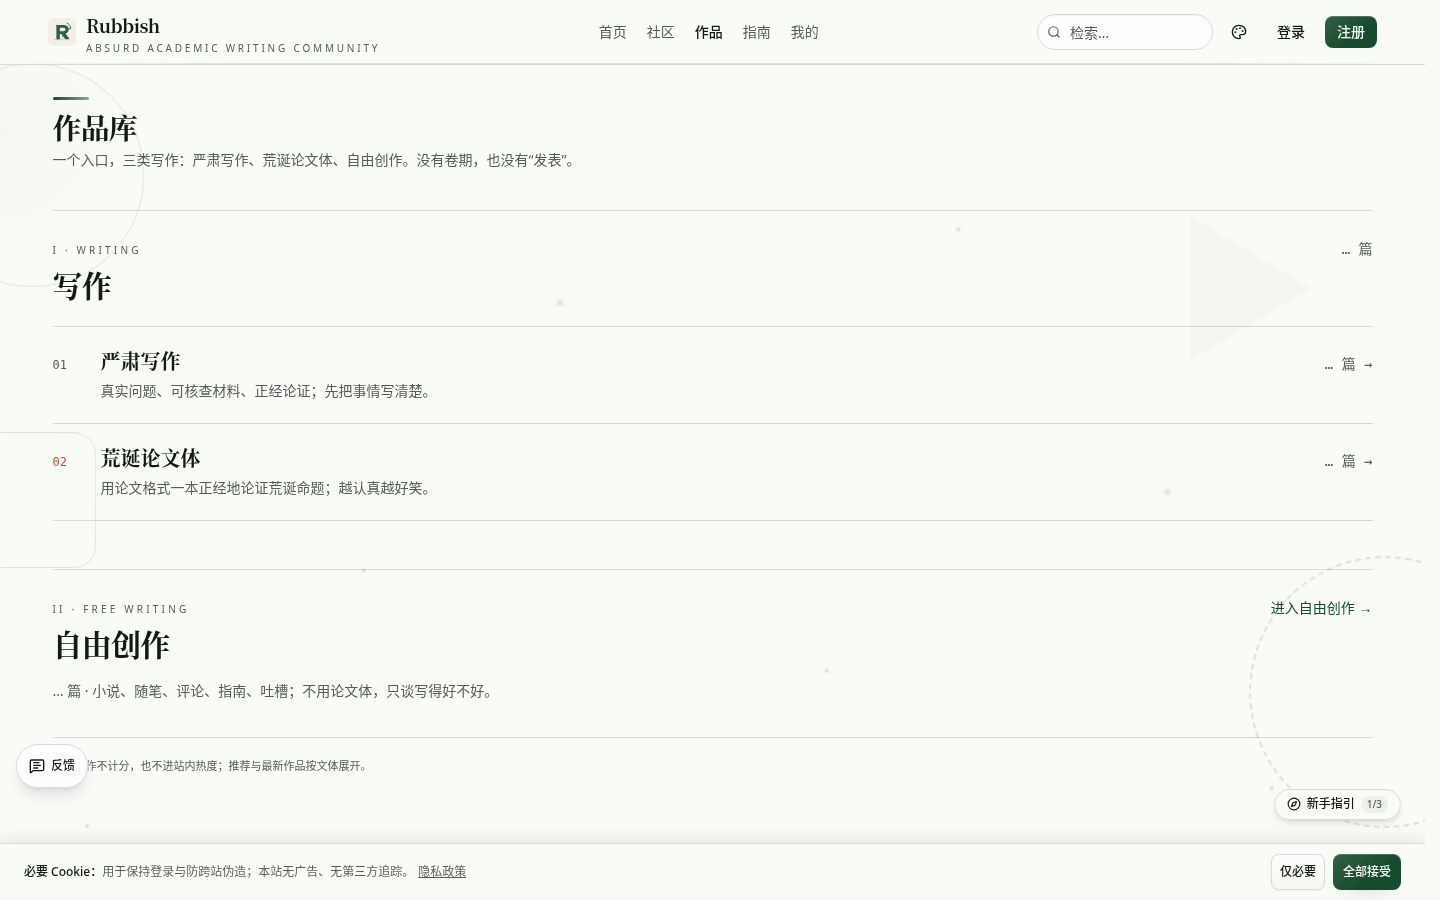 Rubbish
ABSURD ACADEMIC WRITING COMMUNITY
首页 社区 作品 指南 我的
检索...
登录
注册
作品库
一个入口，三类写作：严肃写作、荒诞论文体、自由创作。没有卷期，也没有“发表”。
I · WRITING
… 篇
写作
01
严肃写作
… 篇 →
真实问题、可核查材料、正经论证；先把事情写清楚。
02
荒诞论文体
… 篇 →
用论文格式一本正经地论证荒诞命题；越认真越好笑。
II · FREE WRITING
进入自由创作 →
自由创作
… 篇 · 小说、随笔、评论、指南、吐槽；不用论文体，只谈写得好不好。
反馈
作不计分，也不进站内热度；推荐与最新作品按文体展开。
新手指引 1/3
必要 Cookie：用于保持登录与防跨站伪造；本站无广告、无第三方追踪。 隐私政策
仅必要
全部接受